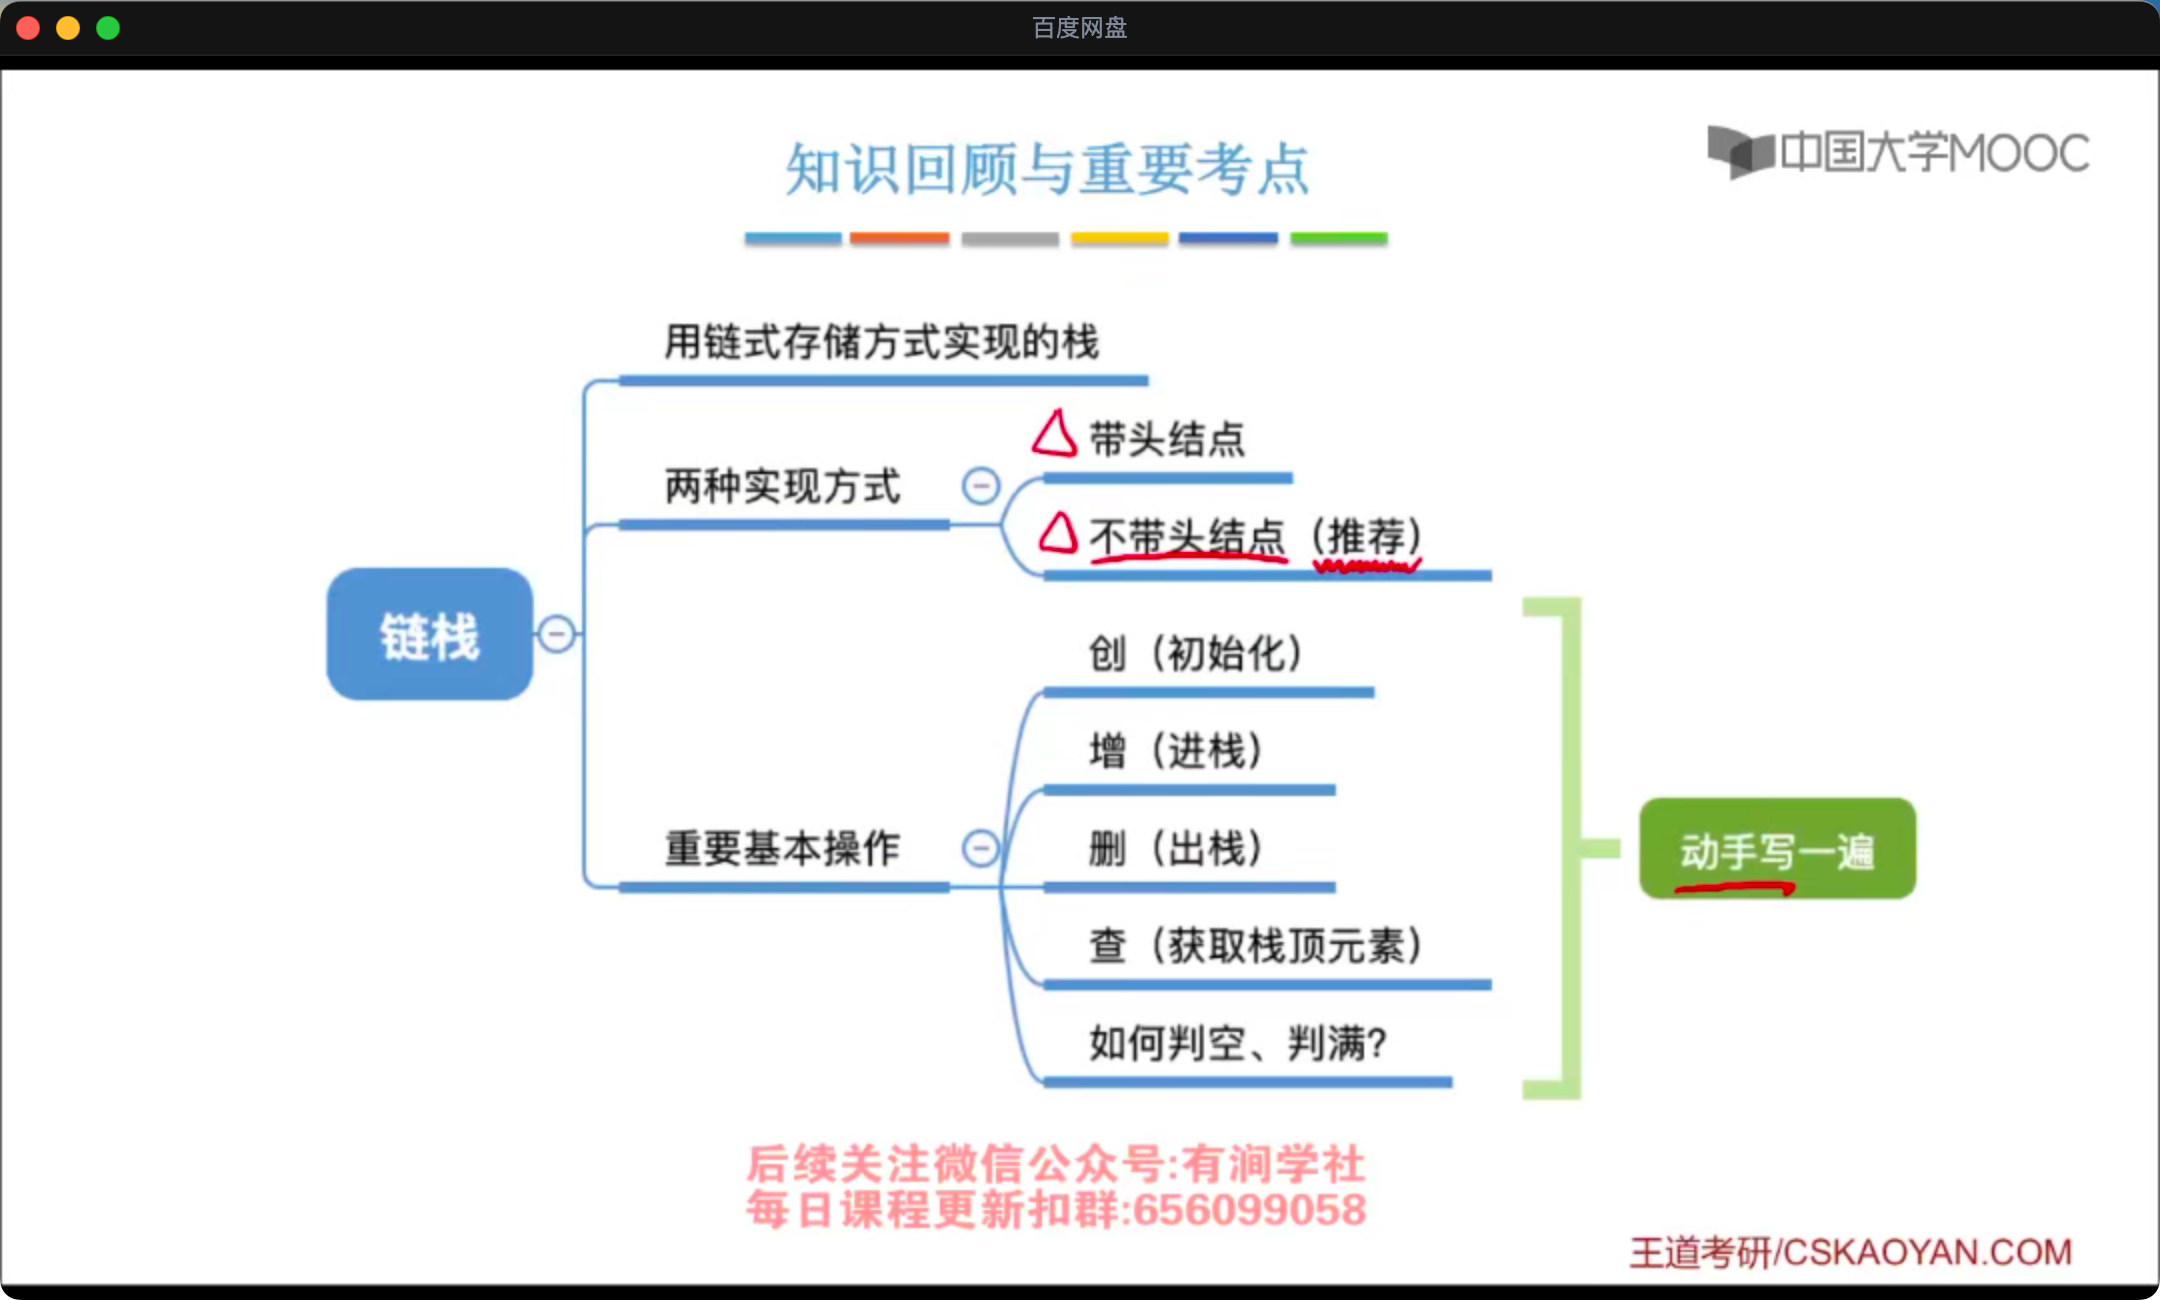 百度网盘
知识回顾与重要考点
中国大学MOOC
用链式存储方式实现的栈
带头结点
两种实现方式
不带头结点（推荐）
链栈
创（初始化）
增（进栈）
重要基本操作
删（出栈）
查（获取栈顶元素）
如何判空、判满?
动手写一遍
后续关注微信公众号:有涧学社
每日课程更新扣群:656099058
王道考研/CSKAOYAN.COM